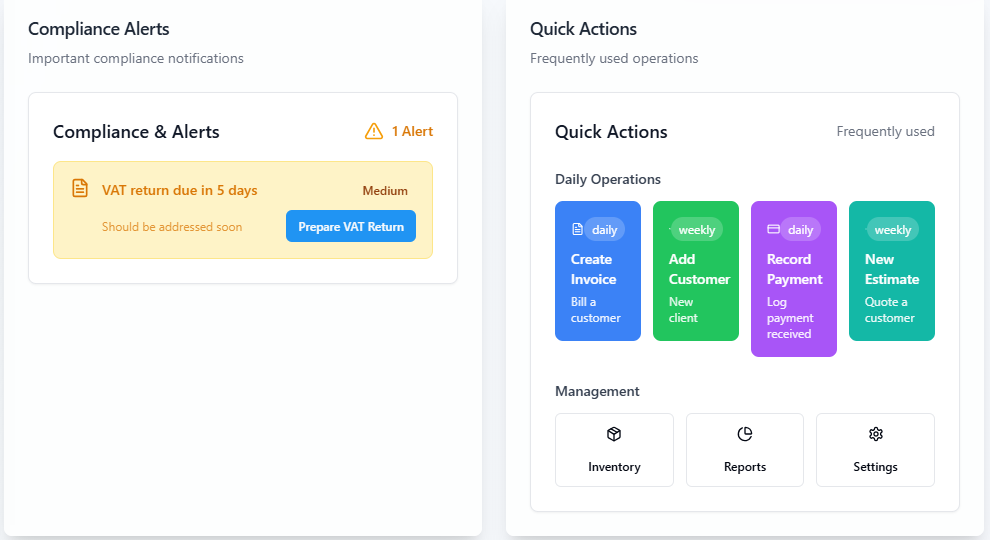 Compliance Alerts
Important compliance notifications
Compliance & Alerts
1 Alert
VAT return due in 5 days
Medium
Should be addressed soon
Prepare VAT Return
Quick Actions
Frequently used operations
Quick Actions
Frequently used
Daily Operations
daily
Create
Invoice
Bill a
customer
weekly
Add
Customer
New
client
daily
Record
Payment
Log
payment
received
weekly
New
Estimate
Quote a
customer
Management
Inventory
Reports
Settings